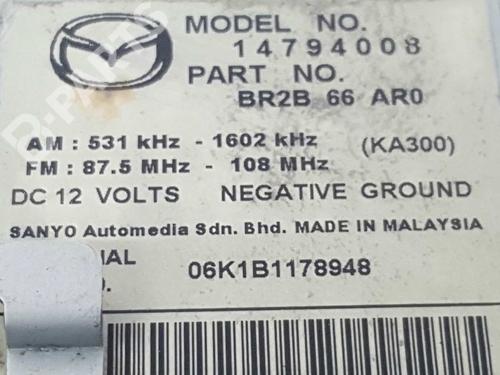 MODEL NO.
14794008
PART NO.
BR2B 66 AR0
AM : 531 kHz - 1602 kHz (KA300)
FM : 87.5 MHz - 108 MHz
DC 12 VOLTS NEGATIVE GROUND
SANYO Automedia Sdn. Bhd. MADE IN MALAYSIA
06K1B1178948
B-PARTS